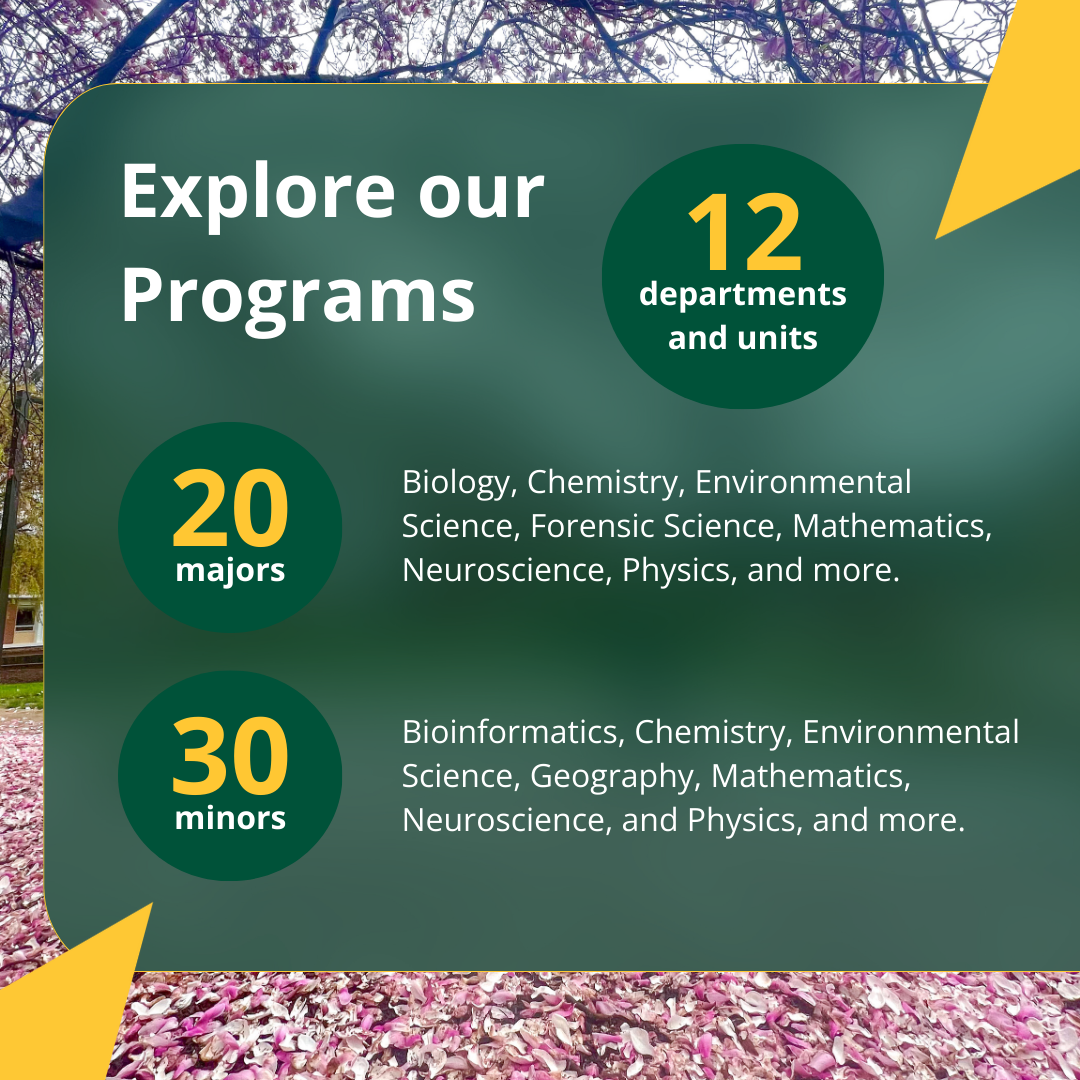 Explore our
Programs
12
departments
and units
20
majors
Biology, Chemistry, Environmental
Science, Forensic Science, Mathematics,
Neuroscience, Physics, and more.
30
minors
Bioinformatics, Chemistry, Environmental
Science, Geography, Mathematics,
Neuroscience, and Physics, and more.